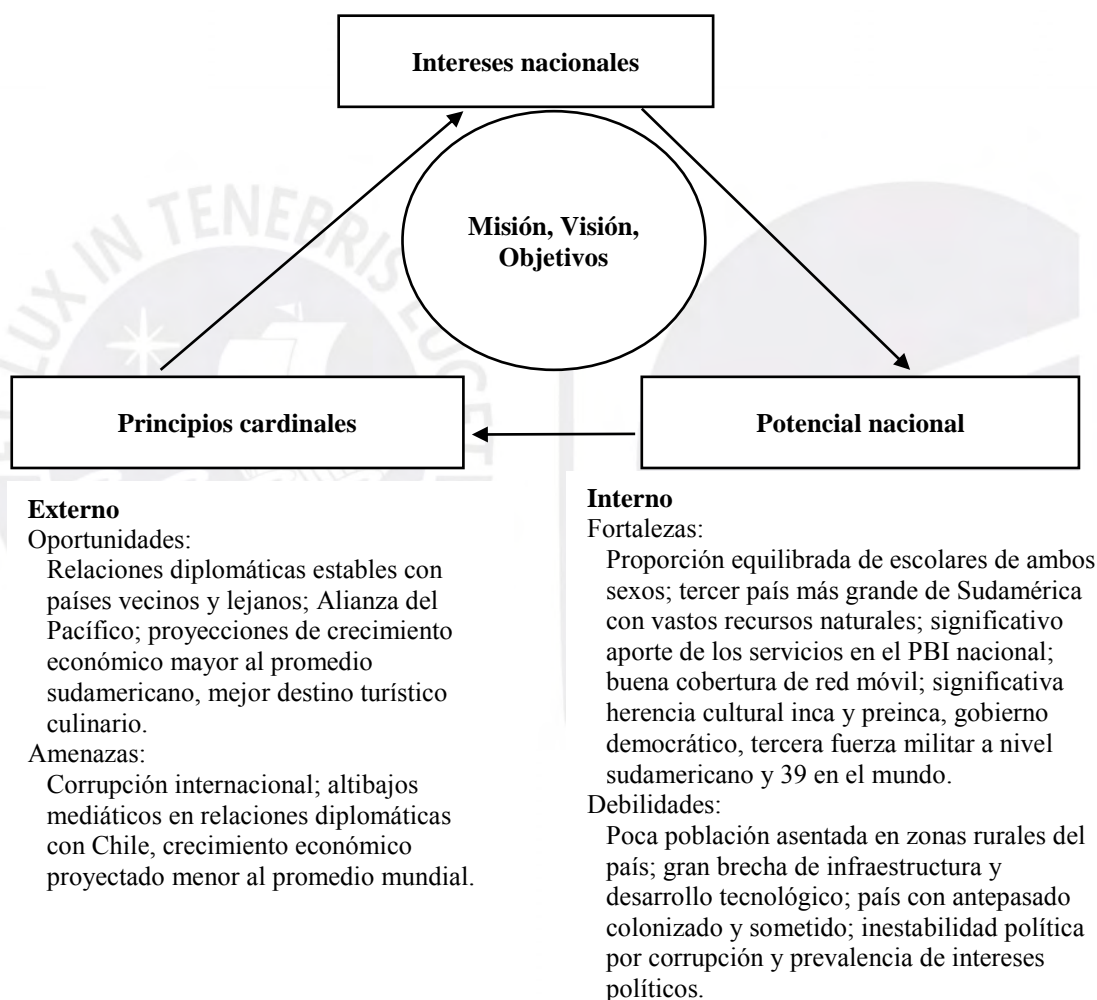 Intereses nacionales
Misión, Visión,
Objetivos
Principios cardinales
Potencial nacional
Externo
Oportunidades:
Relaciones diplomáticas estables con
países vecinos y lejanos; Alianza del
Pacífico; proyecciones de crecimiento
económico mayor al promedio
sudamericano, mejor destino turístico
culinario.
Amenazas:
Corrupción internacional; altibajos
mediáticos en relaciones diplomáticas
con Chile, crecimiento económico
proyectado menor al promedio mundial.
Interno
Fortalezas:
Proporción equilibrada de escolares de ambos
sexos; tercer país más grande de Sudamérica
con vastos recursos naturales; significativo
aporte de los servicios en el PBI nacional;
buena cobertura de red móvil; significativa
herencia cultural inca y preinca, gobierno
democrático, tercera fuerza militar a nivel
sudamericano y 39 en el mundo.
Debilidades:
Poca población asentada en zonas rurales del
país; gran brecha de infraestructura y
desarrollo tecnológico; país con antepasado
colonizado y sometido; inestabilidad política
por corrupción y prevalencia de intereses
políticos.
LUX IN TENEBRIS LUCET